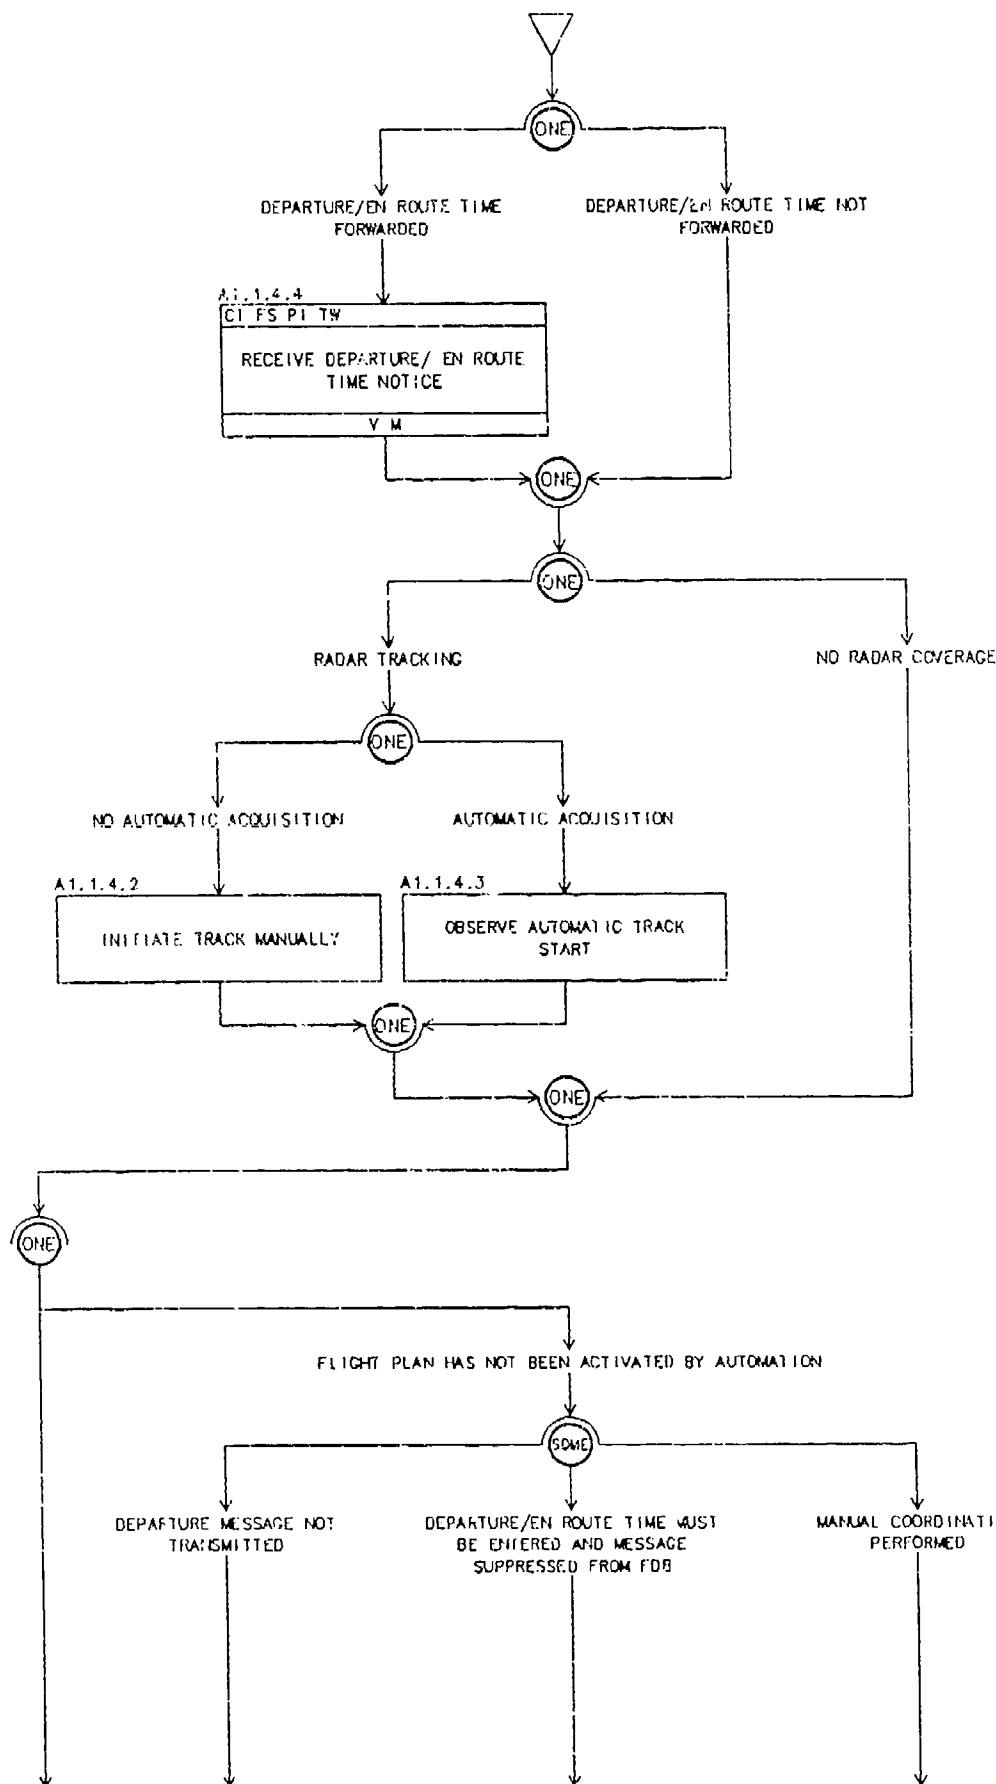 ONE
DEPARTURE/EN ROUTE TIME
FORWARDED
DEPARTURE/EN ROUTE TIME NOT
FORWARDED
A1.1.4.4
CI FS PI TW
RECEIVE DEPARTURE/ EN ROUTE
TIME NOTICE
V M
ONE
ONE
RADAR TRACKING
NO RADAR COVERAGE
ONE
NO AUTOMATIC ACQUISITION
AUTOMATIC ACQUISITION
A1.1.4.2
INITIATE TRACK MANUALLY
A1.1.4.3
OBSERVE AUTOMATIC TRACK
START
ONE
ONE
ONE
FLIGHT PLAN HAS NOT BEEN ACTIVATED BY AUTOMATION
SOME
DEPARTURE MESSAGE NOT
TRANSMITTED
DEPARTURE/EN ROUTE TIME MUST
BE ENTERED AND MESSAGE
SUPPRESSED FROM FDB
MANUAL COORDINATI
PERFORMED